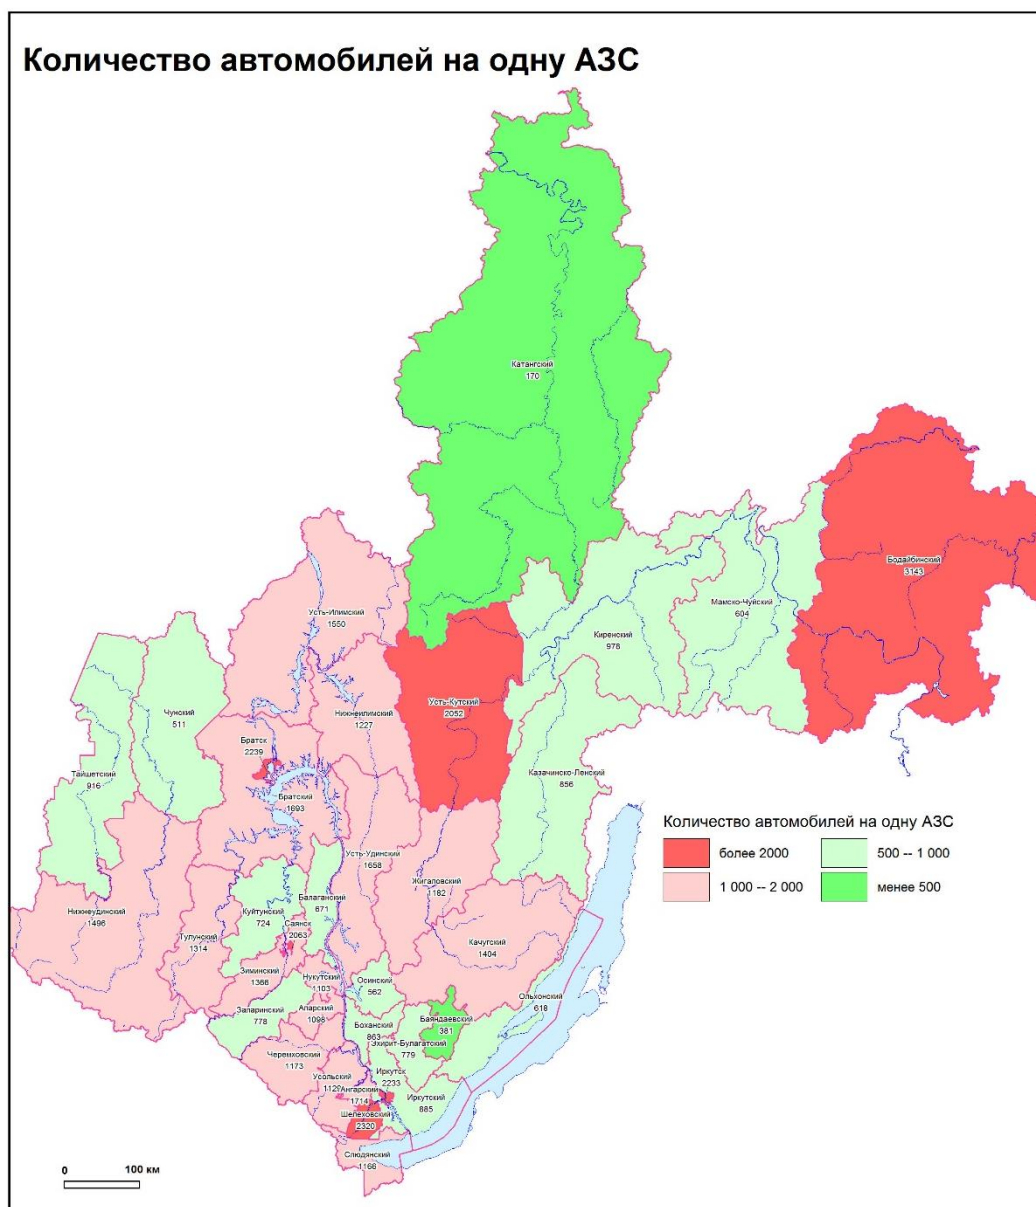 Количество автомобилей на одну АЗС
Катангский
170
Бодайбинский
3143
Мамско-Чуйский
604
Усть-Илимский
1550
Киренский
978
Чунский
511
Усть-Кутский
2052
Нижнеилимский
1227
Братск
2239
Тайшетский
916
Казачинско-Ленский
856
Братский
1693
Количество автомобилей на одну АЗС
более 2000
500 -- 1 000
1 000 -- 2 000
менее 500
Усть-Удинский
1658
Жигаловский
1182
Балаганский
671
Нижнеудинский
1496
Куйтунский
724
Саянск
2063
Тулунский
1314
Качугский
1404
Зиминский
1366
Нукутский
1103
Осинский
562
Ольхонский
618
Заларинский
778
Аларский
1098
Баяндаевский
381
Боханский
863
Эхирит-Булагатский
779
Черемховский
1173
Иркутск
2233
Усольский
Ангарский
1714
Иркутский
885
Шелеховский
2320
Слюдянский
1166
0 100 км